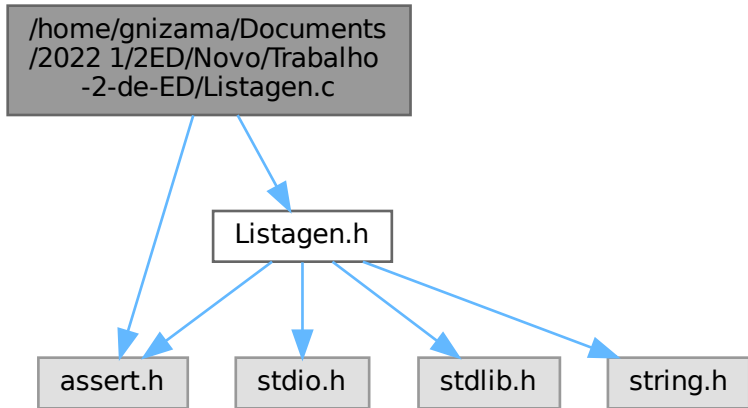 /home/gnizama/Documents
/2022 1/2ED/Novo/Trabalho
-2-de-ED/Listagen.c
Listagen.h
assert.h
stdio.h
stdlib.h
string.h